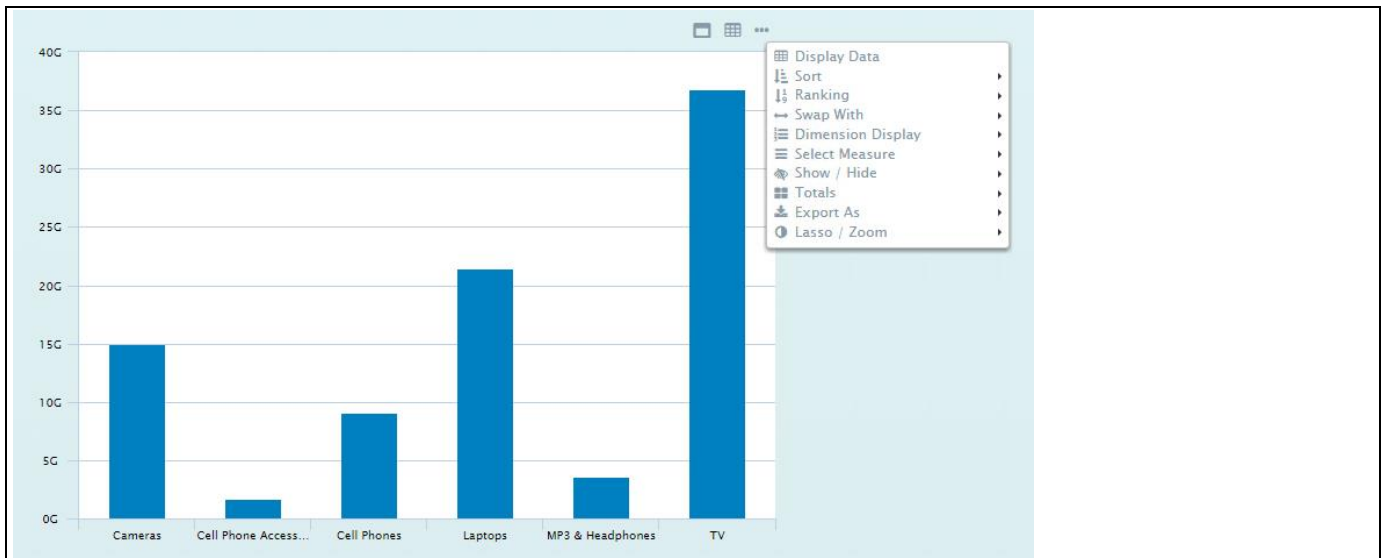 40G
35G
30G
25G
20G
15G
10G
5G
0G
Cameras
Cell Phone Access...
Cell Phones
Laptops
MP3 & Headphones
TV
Display Data
Sort
Ranking
Swap With
Dimension Display
Select Measure
Show / Hide
Totals
Export As
Lasso / Zoom